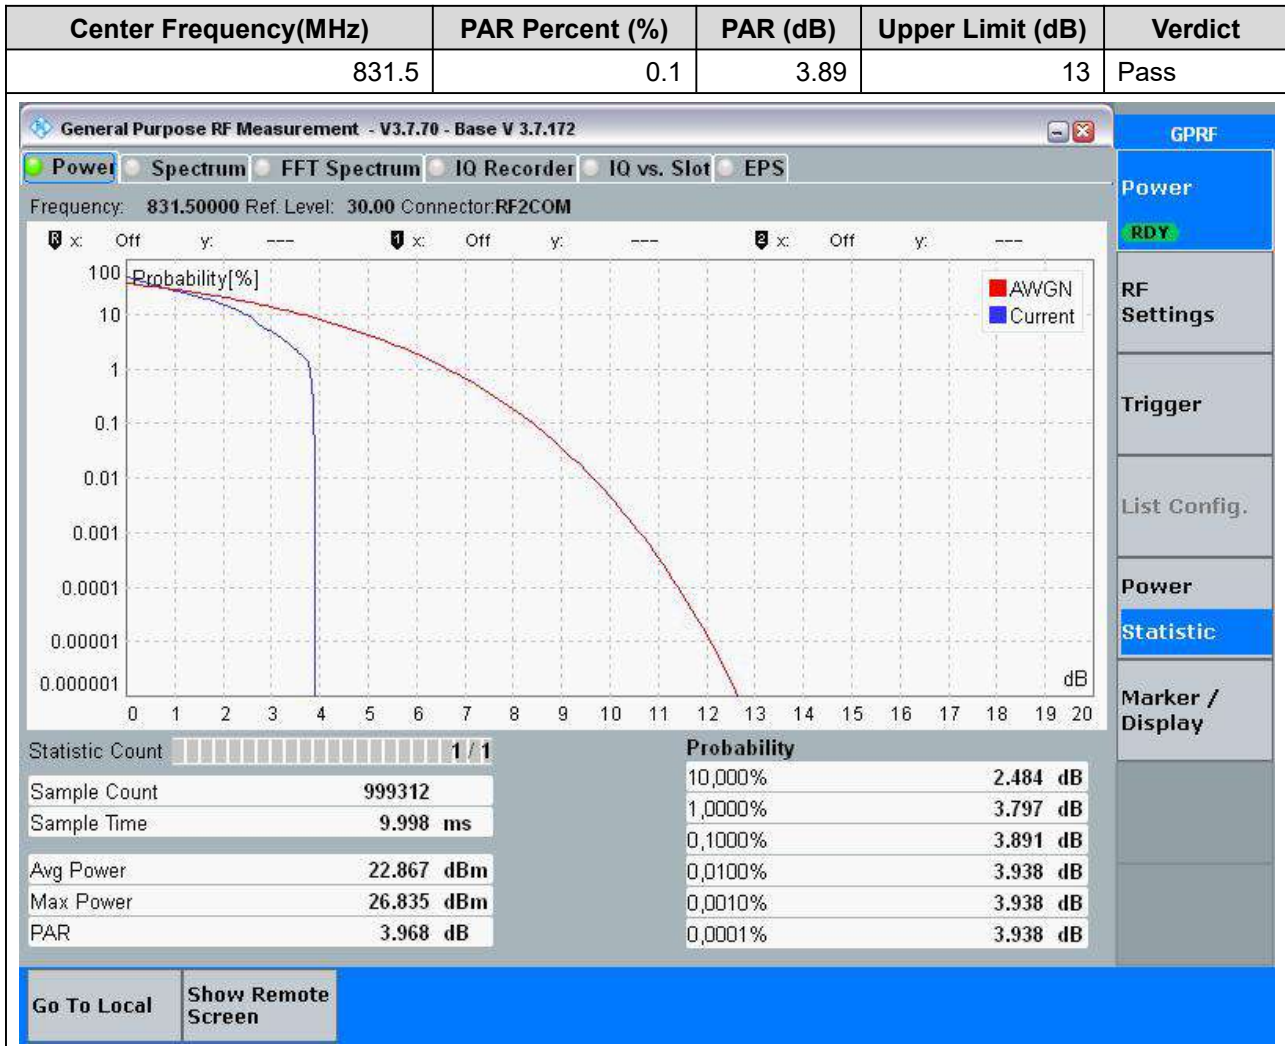 Center Frequency(MHz) PAR Percent (%) PAR (dB) Upper Limit (dB) Verdict
831.5 0.1 3.89 13 Pass
General Purpose RF Measurement - V3.7.70 - Base V 3.7.172
GPRF
Power Spectrum FFT Spectrum IQ Recorder IQ vs. Slot EPS
Power
RDY
Frequency: 831.50000 Ref. Level: 30.00 Connector:RF2COM
R x: Off y: --- 1 x: Off y: --- 2 x: Off y: ---
Probability[%]
AWGN
Current
100
10
1
0.1
0.01
0.001
0.0001
0.00001
0.000001
dB
0 1 2 3 4 5 6 7 8 9 10 11 12 13 14 15 16 17 18 19 20
RF
Settings
Trigger
List Config.
Power
Statistic
Marker /
Display
Statistic Count 1 / 1
Sample Count 999312
Sample Time 9.998 ms
Avg Power 22.867 dBm
Max Power 26.835 dBm
PAR 3.968 dB
Probability
10,000% 2.484 dB
1,0000% 3.797 dB
0,1000% 3.891 dB
0,0100% 3.938 dB
0,0010% 3.938 dB
0,0001% 3.938 dB
Go To Local
Show Remote
Screen